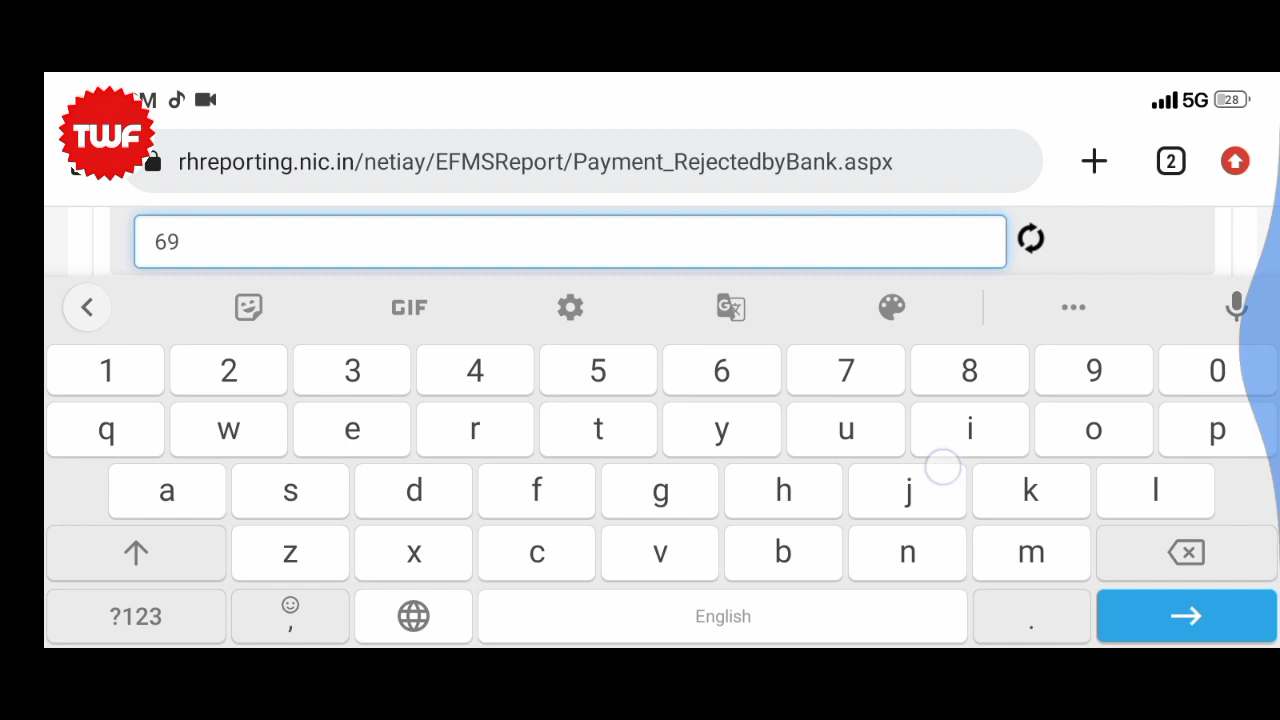 M
5G 28
TWF
rhreporting.nic.in/netiay/EFMSReport/Payment_RejectedbyBank.aspx
2
69
GIF
G
1 2 3 4 5 6 7 8 9 0
q w e r t y u i o p
a s d f g h j k l
z x c v b n m
?123 , English .